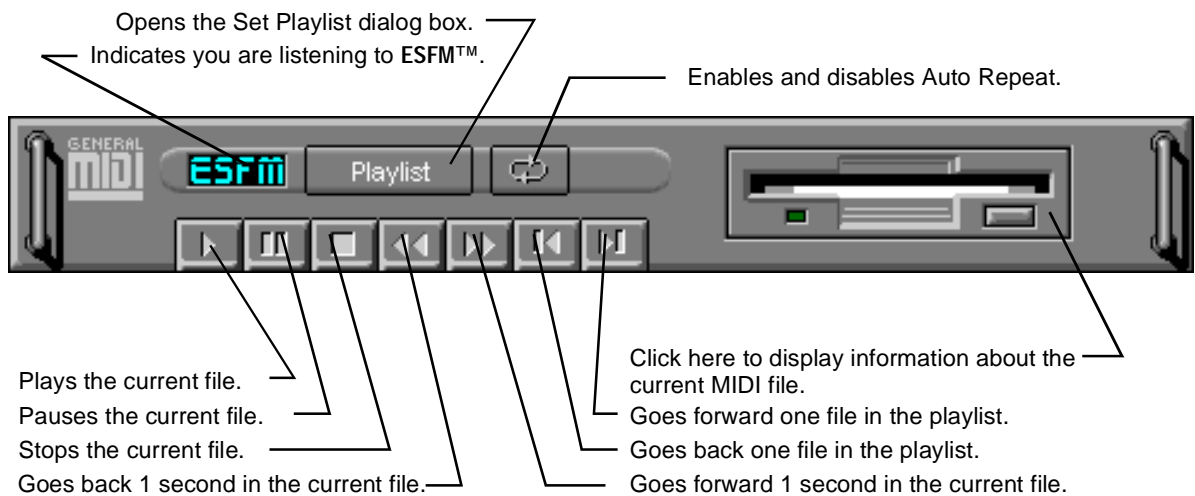 Opens the Set Playlist dialog box.
Indicates you are listening to ESFM™.
Enables and disables Auto Repeat.
GENERAL
MIDI
ESFM
Playlist
Plays the current file.
Pauses the current file.
Stops the current file.
Goes back 1 second in the current file.
Click here to display information about the
current MIDI file.
Goes forward one file in the playlist.
Goes back one file in the playlist.
Goes forward 1 second in the current file.